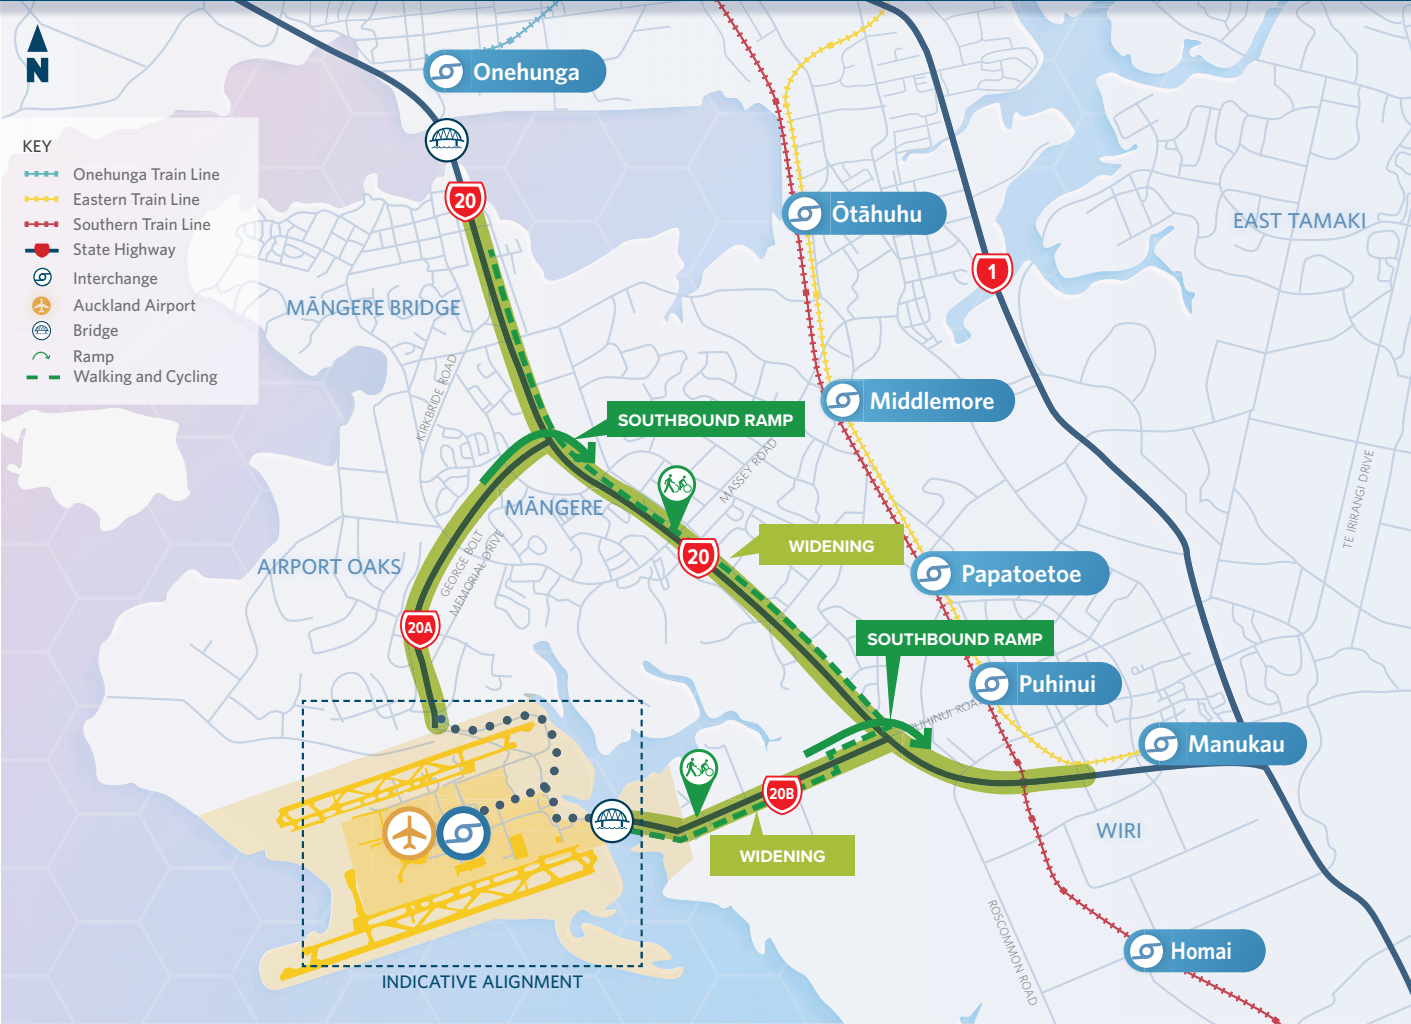 N
Onehunga
KEY
Onehunga Train Line
Eastern Train Line
Southern Train Line
State Highway
Interchange
Auckland Airport
Bridge
Ramp
Walking and Cycling
20
Ōtāhuhu
EAST TAMAKI
1
MĀNGERE BRIDGE
KIRKBRIDE ROAD
Middlemore
SOUTHBOUND RAMP
MASSEY ROAD
TE IRIRANGI DRIVE
MĀNGERE
WIDENING
20
AIRPORT OAKS
GEORGE BOLT
MEMORIAL DRIVE
Papatoetoe
20A
SOUTHBOUND RAMP
Puhinui
PUHINUI ROAD
Manukau
20B
WIRI
WIDENING
ROSCOMMON ROAD
Homai
INDICATIVE ALIGNMENT